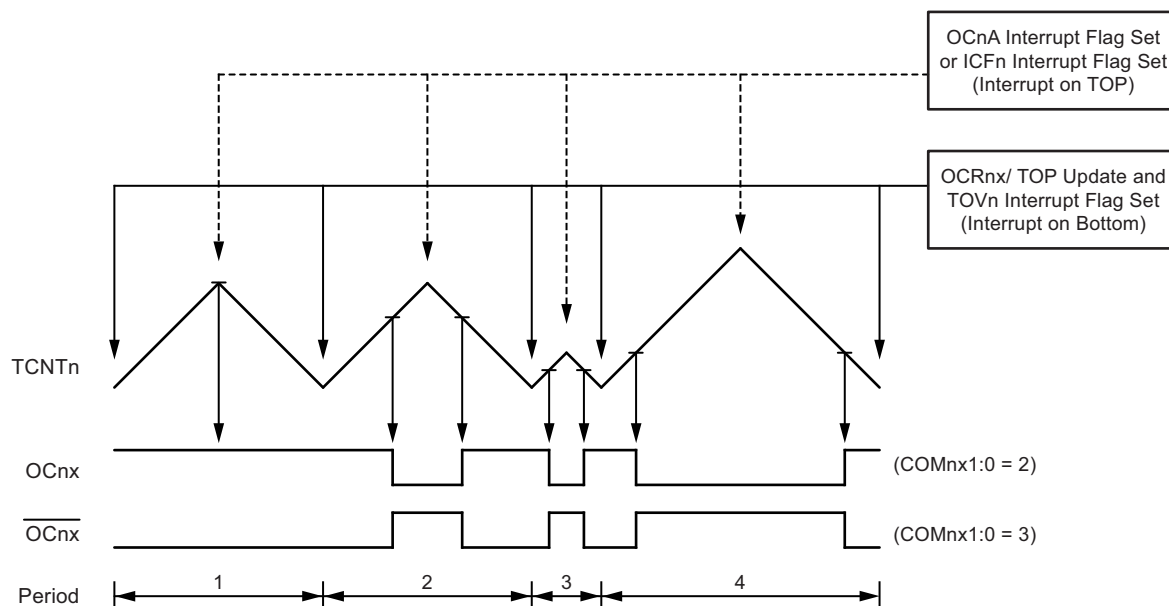 OCnA Interrupt Flag Set
or ICFn Interrupt Flag Set
(Interrupt on TOP)
OCRnx/ TOP Update and
TOVn Interrupt Flag Set
(Interrupt on Bottom)
TCNTn
OCnx
(COMnx1:0 = 2)
OCnx
(COMnx1:0 = 3)
Period
1
2
3
4